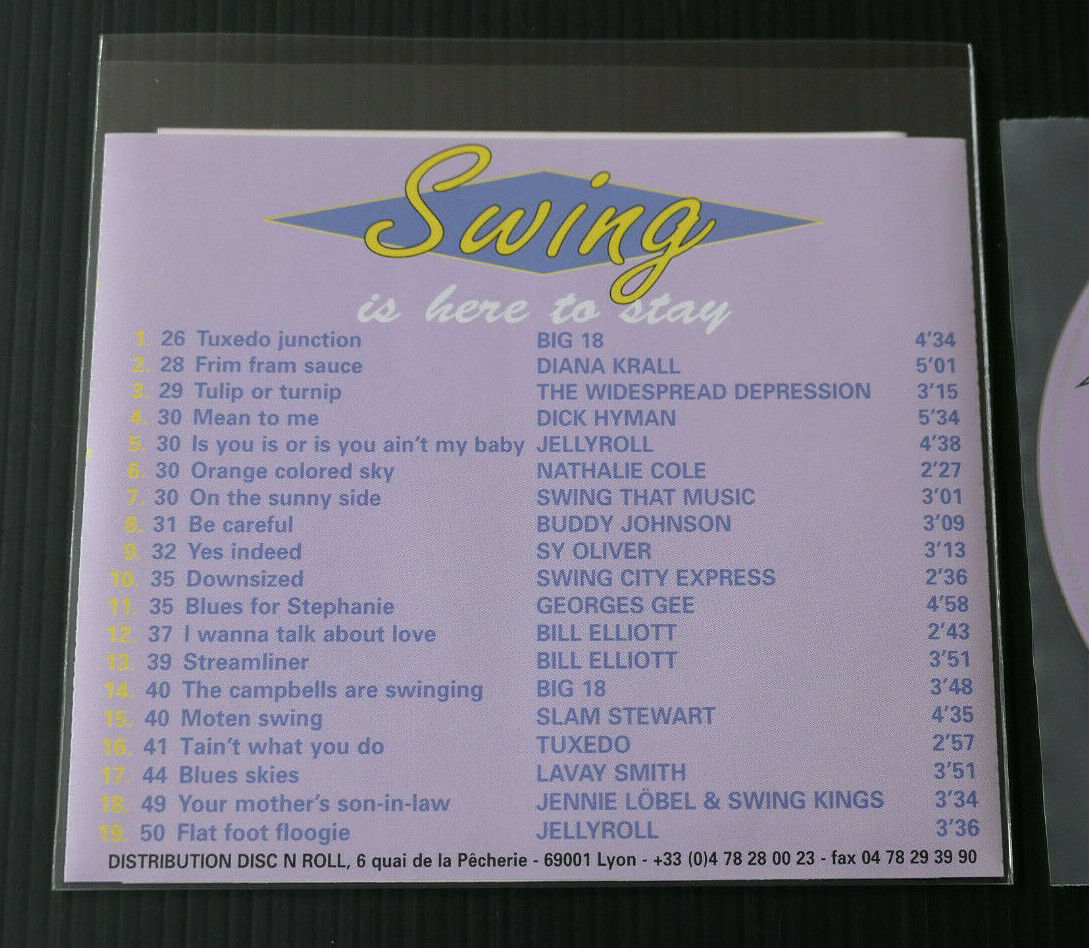 Swing
is here to stay
1. 26 Tuxedo junction BIG 18 4'34
2. 28 Frim fram sauce DIANA KRALL 5'01
3. 29 Tulip or turnip THE WIDESPREAD DEPRESSION 3'15
4. 30 Mean to me DICK HYMAN 5'34
5. 30 Is you is or is you ain't my baby JELLYROLL 4'38
6. 30 Orange colored sky NATHALIE COLE 2'27
7. 30 On the sunny side SWING THAT MUSIC 3'01
8. 31 Be careful BUDDY JOHNSON 3'09
9. 32 Yes indeed SY OLIVER 3'13
10. 35 Downsized SWING CITY EXPRESS 2'36
11. 35 Blues for Stephanie GEORGES GEE 4'58
12. 37 I wanna talk about love BILL ELLIOTT 2'43
13. 39 Streamliner BILL ELLIOTT 3'51
14. 40 The campbells are swinging BIG 18 3'48
15. 40 Moten swing SLAM STEWART 4'35
16. 41 Tain't what you do TUXEDO 2'57
17. 44 Blues skies LAVAY SMITH 3'51
18. 49 Your mother's son-in-law JENNIE LÖBEL & SWING KINGS 3'34
19. 50 Flat foot floogie JELLYROLL 3'36
DISTRIBUTION DISC N ROLL, 6 quai de la Pêcherie - 69001 Lyon - +33 (0)4 78 28 00 23 - fax 04 78 29 39 90